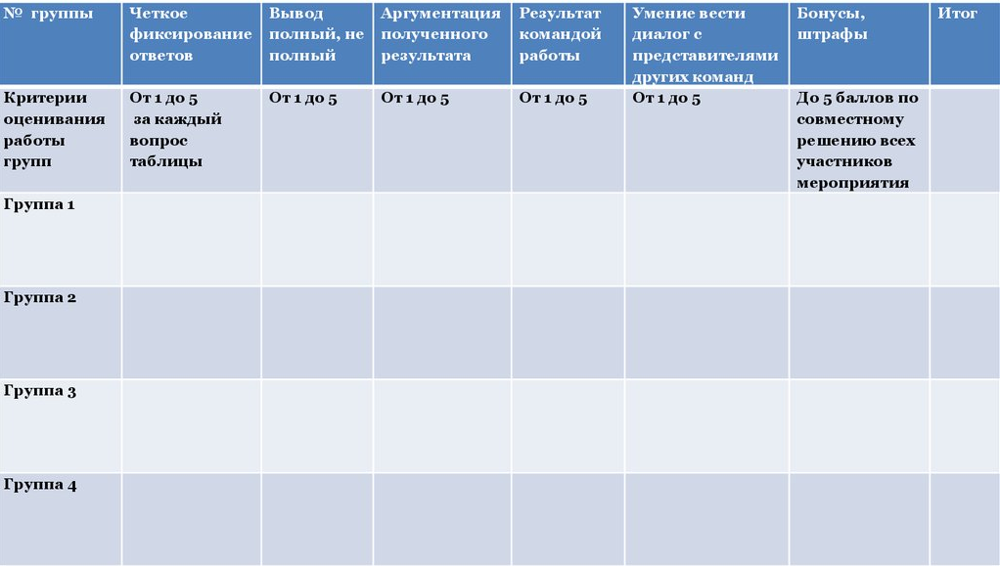 № группы
Четкое
фиксирование
ответов
Вывод
полный, не
полный
Аргументация
полученного
результата
Результат
командой
работы
Умение вести
диалог с
представителями
других команд
Бонусы,
штрафы
Итог
Критерии
оценивания
работы
групп
От 1 до 5
за каждый
вопрос
таблицы
От 1 до 5
От 1 до 5
От 1 до 5
От 1 до 5
До 5 баллов по
совместному
решению всех
участников
мероприятия
Группа 1
Группа 2
Группа 3
Группа 4